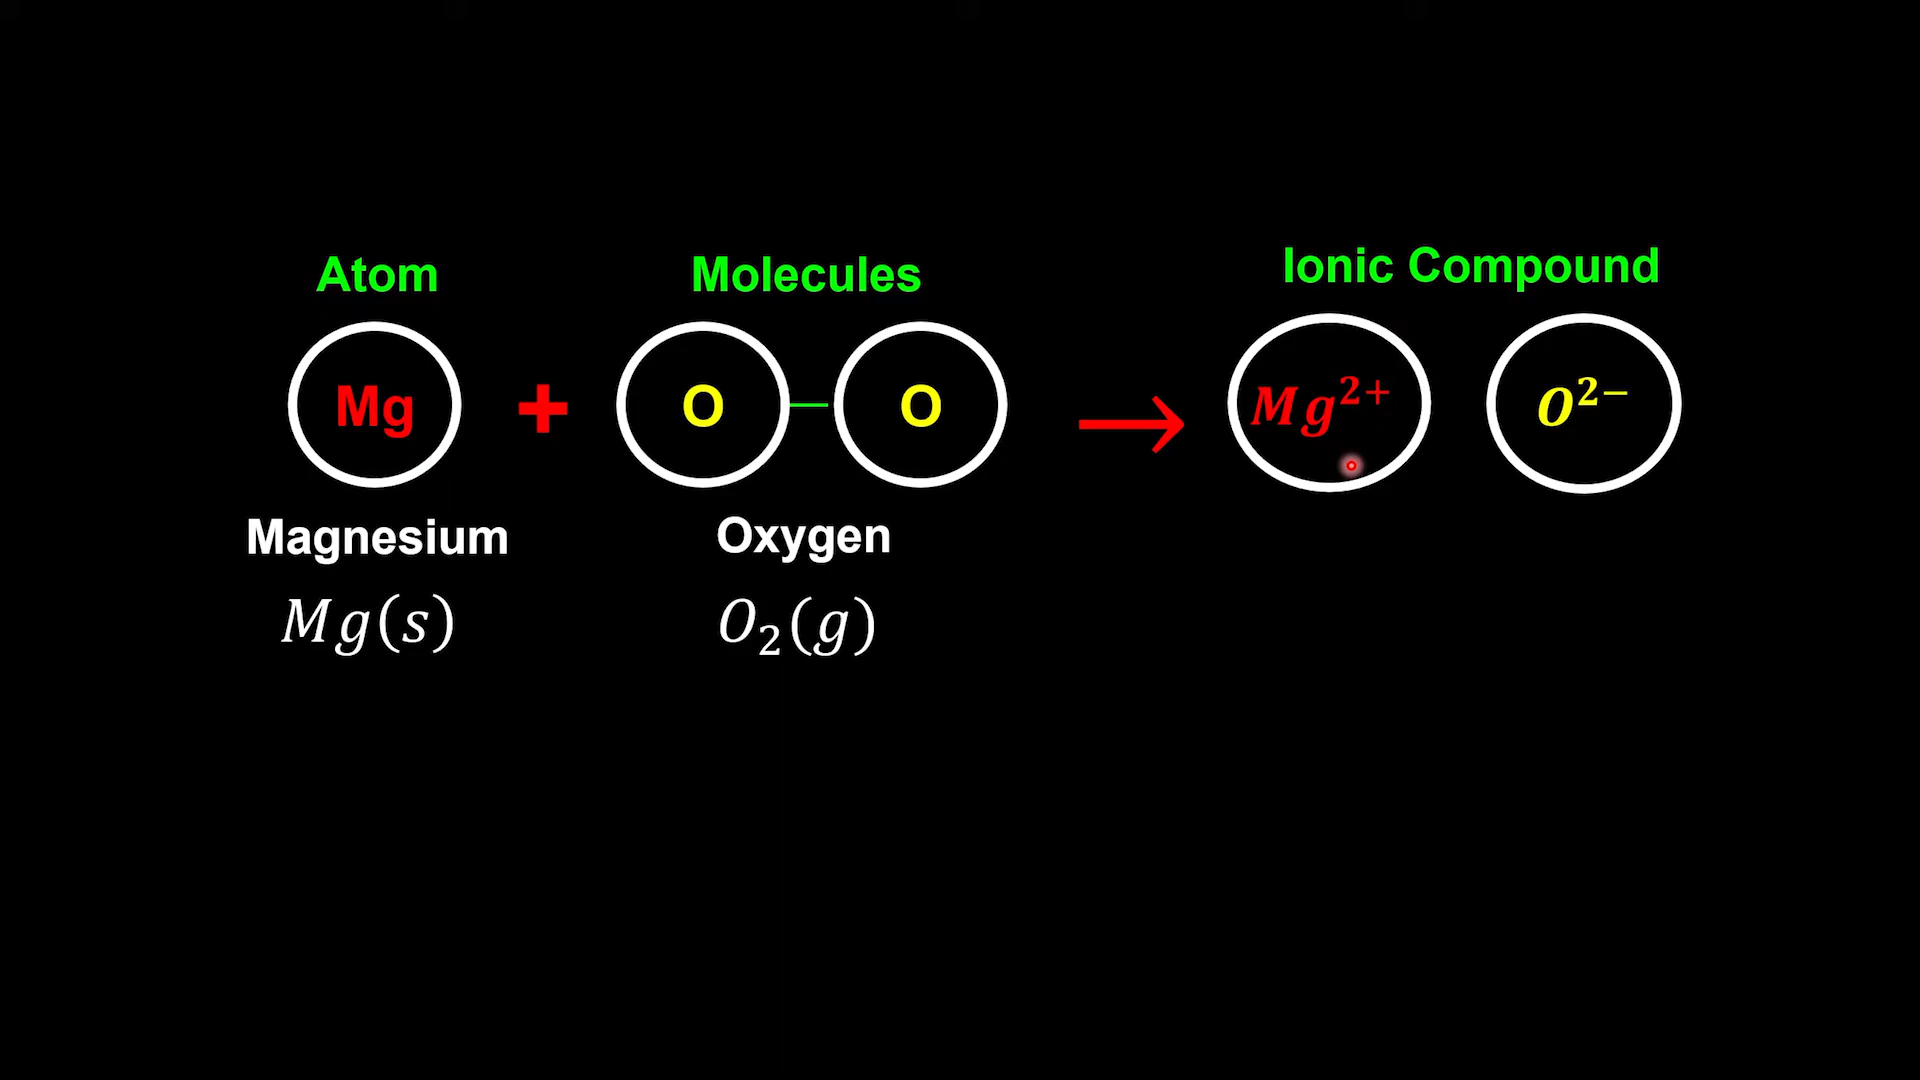 Atom Molecules Ionic Compound
Mg + O — O → Mg²⁺ O²⁻
Magnesium Oxygen
Mg(s) O₂(g)